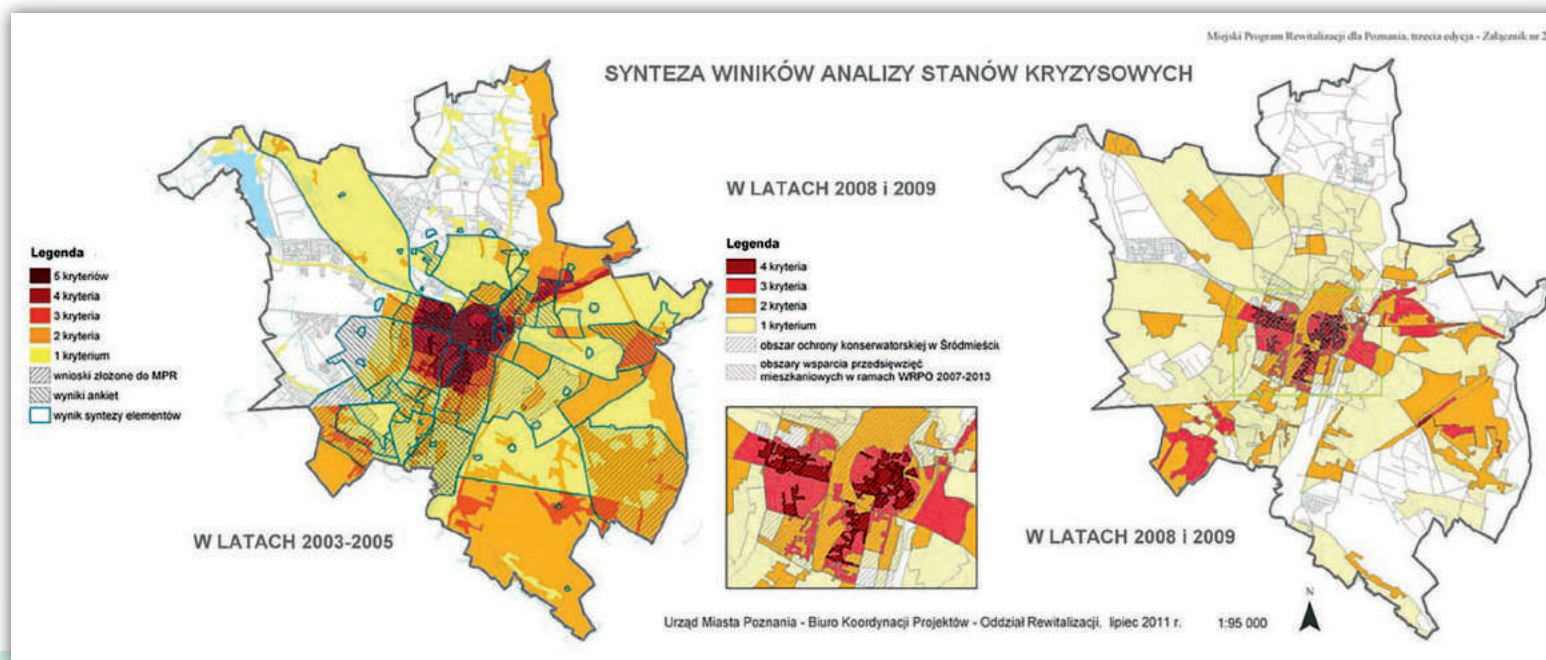 Miejski Program Rewitalizacji dla Poznania, trzecia edycja - Załącznik nr 2
SYNTEZA WINIKÓW ANALIZY STANÓW KRYZYSOWYCH
W LATACH 2008 i 2009
Legenda
5 kryteriów
4 kryteria
3 kryteria
2 kryteria
1 kryterium
wnioski złożone do MPR
wyniki ankiet
wynik syntezy elementów
Legenda
4 kryteria
3 kryteria
2 kryteria
1 kryterium
obszar ochrony konserwatorskiej w Śródmieściu
obszary wsparcia przedsięwzięć
mieszkaniowych w ramach WRPO 2007-2013
W LATACH 2003-2005
W LATACH 2008 i 2009
N
Urząd Miasta Poznania - Biuro Koordynacji Projektów - Oddział Rewitalizacji, lipiec 2011 r.
1:95 000